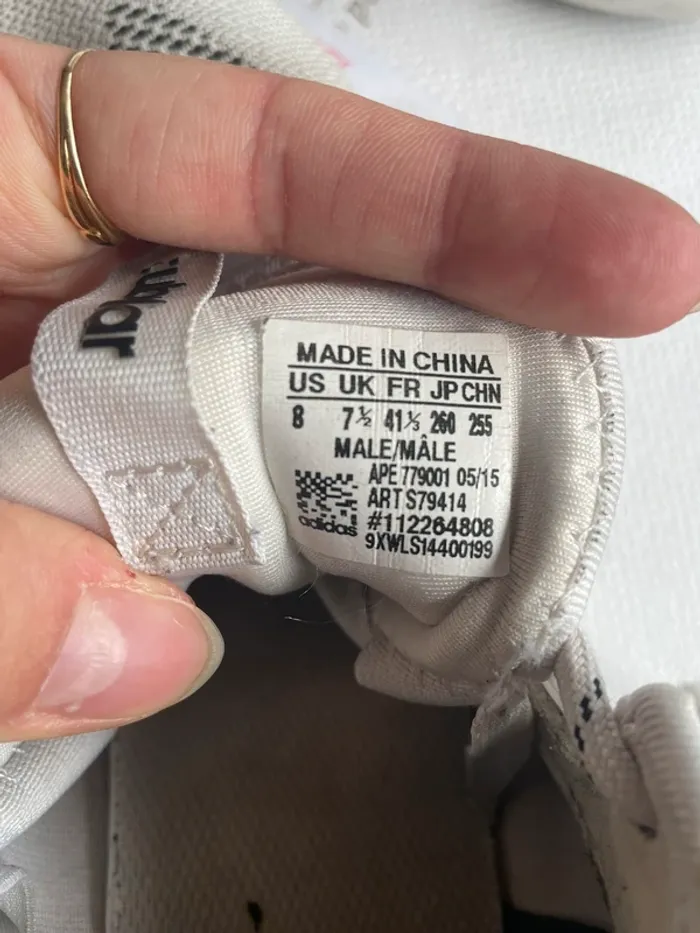 MADE IN CHINA
US UK FR JP CHN
8 7½ 41⅓ 260 255
MALE/MÂLE
APE 779001 05/15
ART S79414
#112264808
9XWLS14400199
adidas